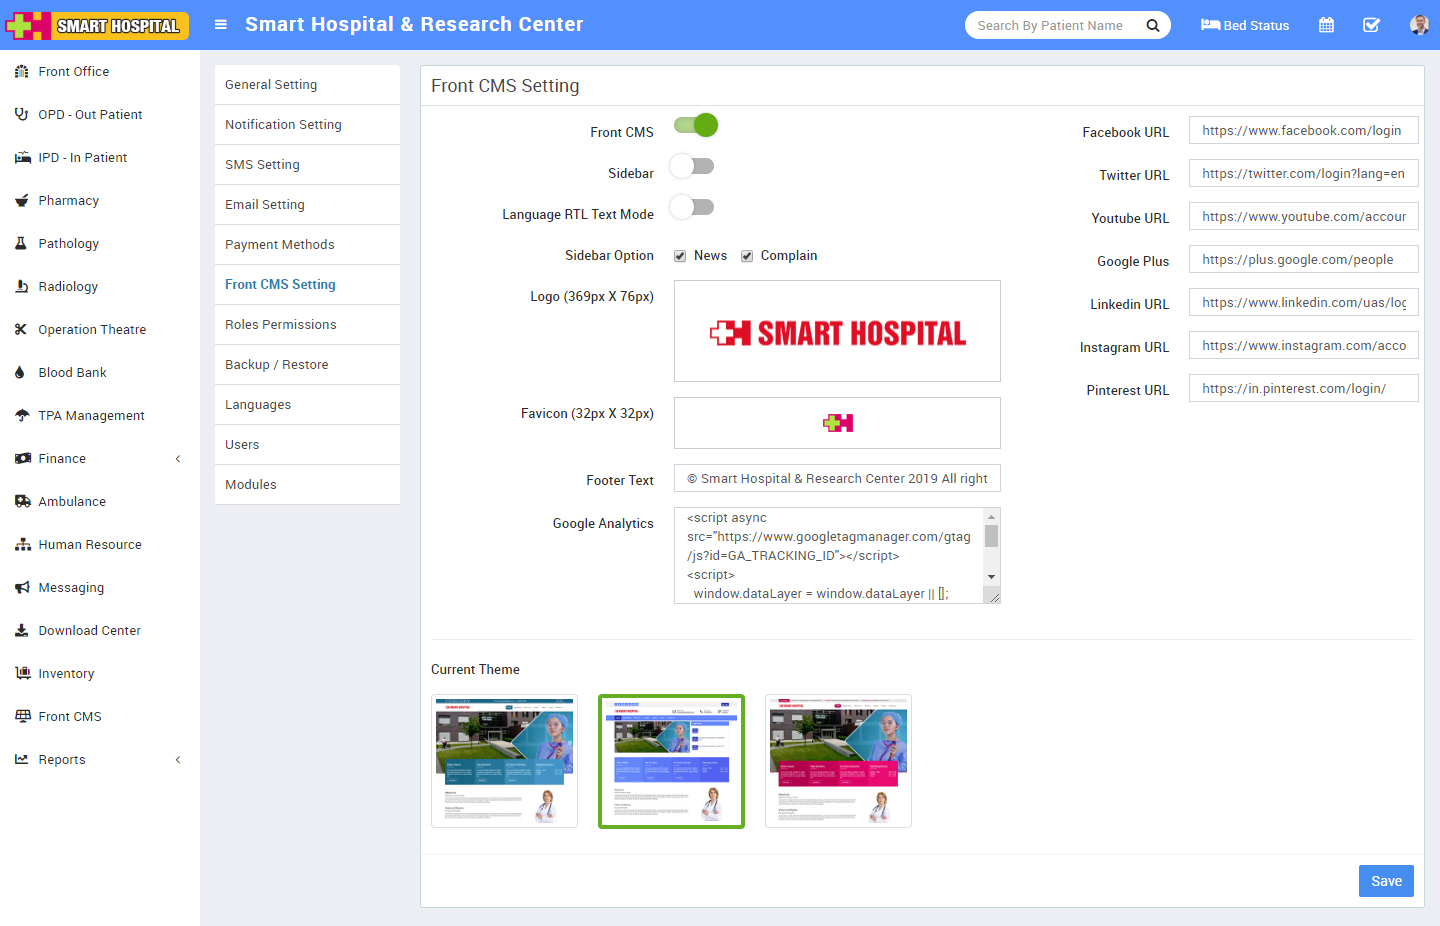 SMART HOSPITAL
Smart Hospital & Research Center
Search By Patient Name
Bed Status
Front Office
OPD - Out Patient
IPD - In Patient
Pharmacy
Pathology
Radiology
Operation Theatre
Blood Bank
TPA Management
Finance
Ambulance
Human Resource
Messaging
Download Center
Inventory
Front CMS
Reports
General Setting
Notification Setting
SMS Setting
Email Setting
Payment Methods
Front CMS Setting
Roles Permissions
Backup / Restore
Languages
Users
Modules
Front CMS Setting
Front CMS
Sidebar
Language RTL Text Mode
Sidebar Option News Complain
Logo (369px X 76px)
SMART HOSPITAL
Favicon (32px X 32px)
Footer Text © Smart Hospital & Research Center 2019 All right
Google Analytics
<script async
src="https://www.googletagmanager.com/gtag
/js?id=GA_TRACKING_ID"></script>
<script>
window.dataLayer = window.dataLayer || [];
Facebook URL https://www.facebook.com/login
Twitter URL https://twitter.com/login?lang=en
Youtube URL https://www.youtube.com/accour
Google Plus https://plus.google.com/people
Linkedin URL https://www.linkedin.com/uas/log
Instagram URL https://www.instagram.com/acco
Pinterest URL https://in.pinterest.com/login/
Current Theme
Save